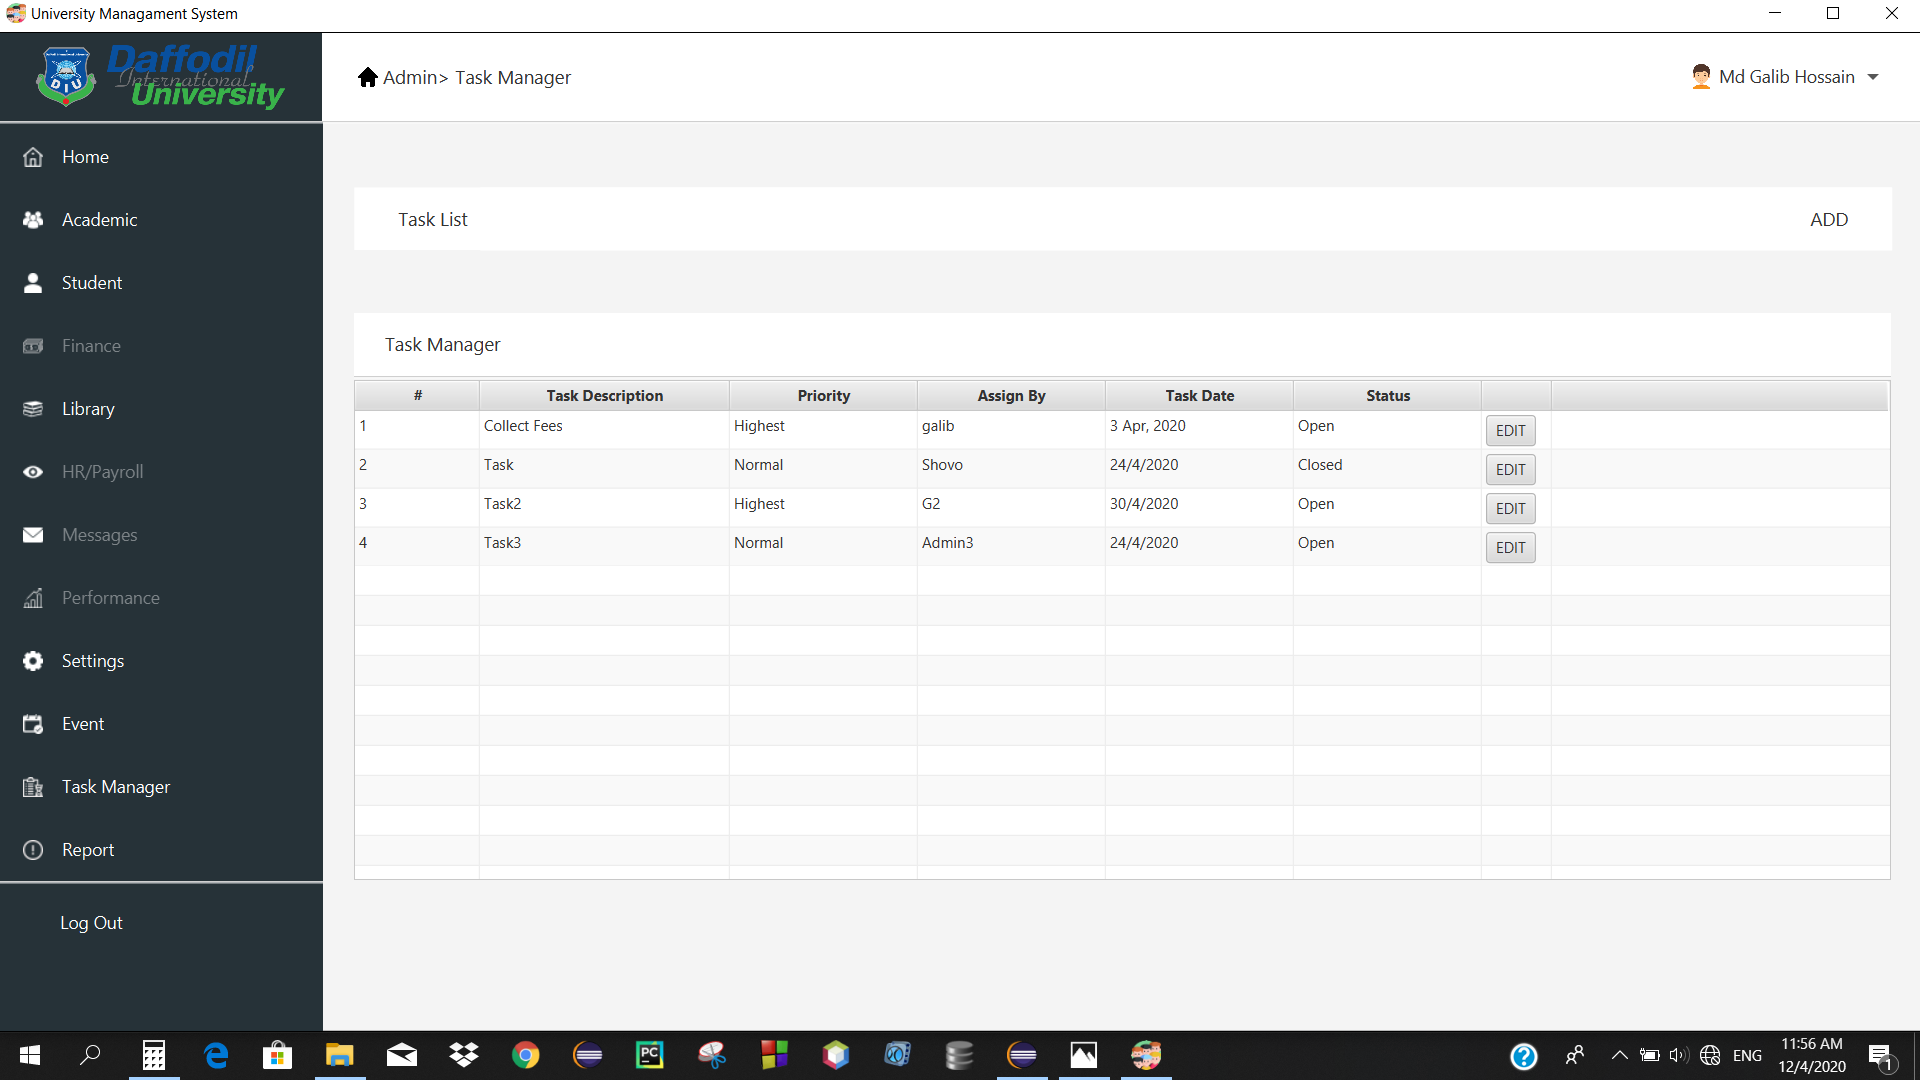 University Managament System
Daffodil
International
University
DIU
Admin> Task Manager
Md Galib Hossain
Home
Academic
Student
Finance
Library
HR/Payroll
Messages
Performance
Settings
Event
Task Manager
Report
Log Out
Task List
ADD
Task Manager
# Task Description Priority Assign By Task Date Status
1 Collect Fees Highest galib 3 Apr, 2020 Open EDIT
2 Task Normal Shovo 24/4/2020 Closed EDIT
3 Task2 Highest G2 30/4/2020 Open EDIT
4 Task3 Normal Admin3 24/4/2020 Open EDIT
PC
ENG
11:56 AM
12/4/2020
1